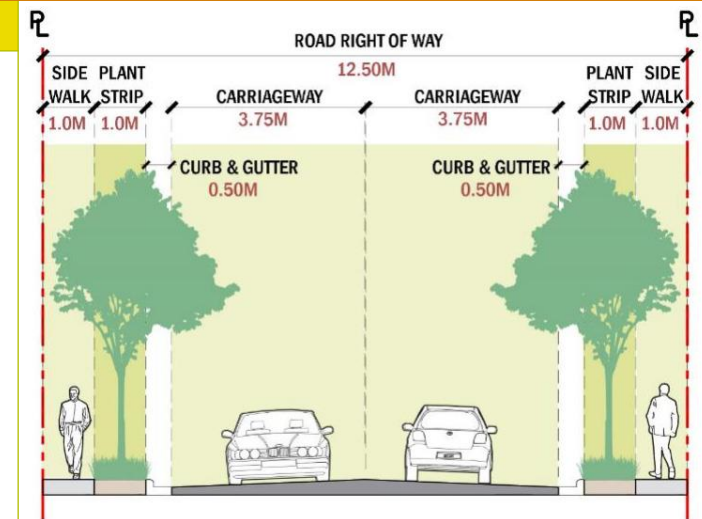 PL PL
ROAD RIGHT OF WAY
12.50M
SIDE WALK
1.0M
PLANT STRIP
1.0M
CARRIAGEWAY
3.75M
CARRIAGEWAY
3.75M
PLANT STRIP
1.0M
SIDE WALK
1.0M
CURB & GUTTER
0.50M
CURB & GUTTER
0.50M